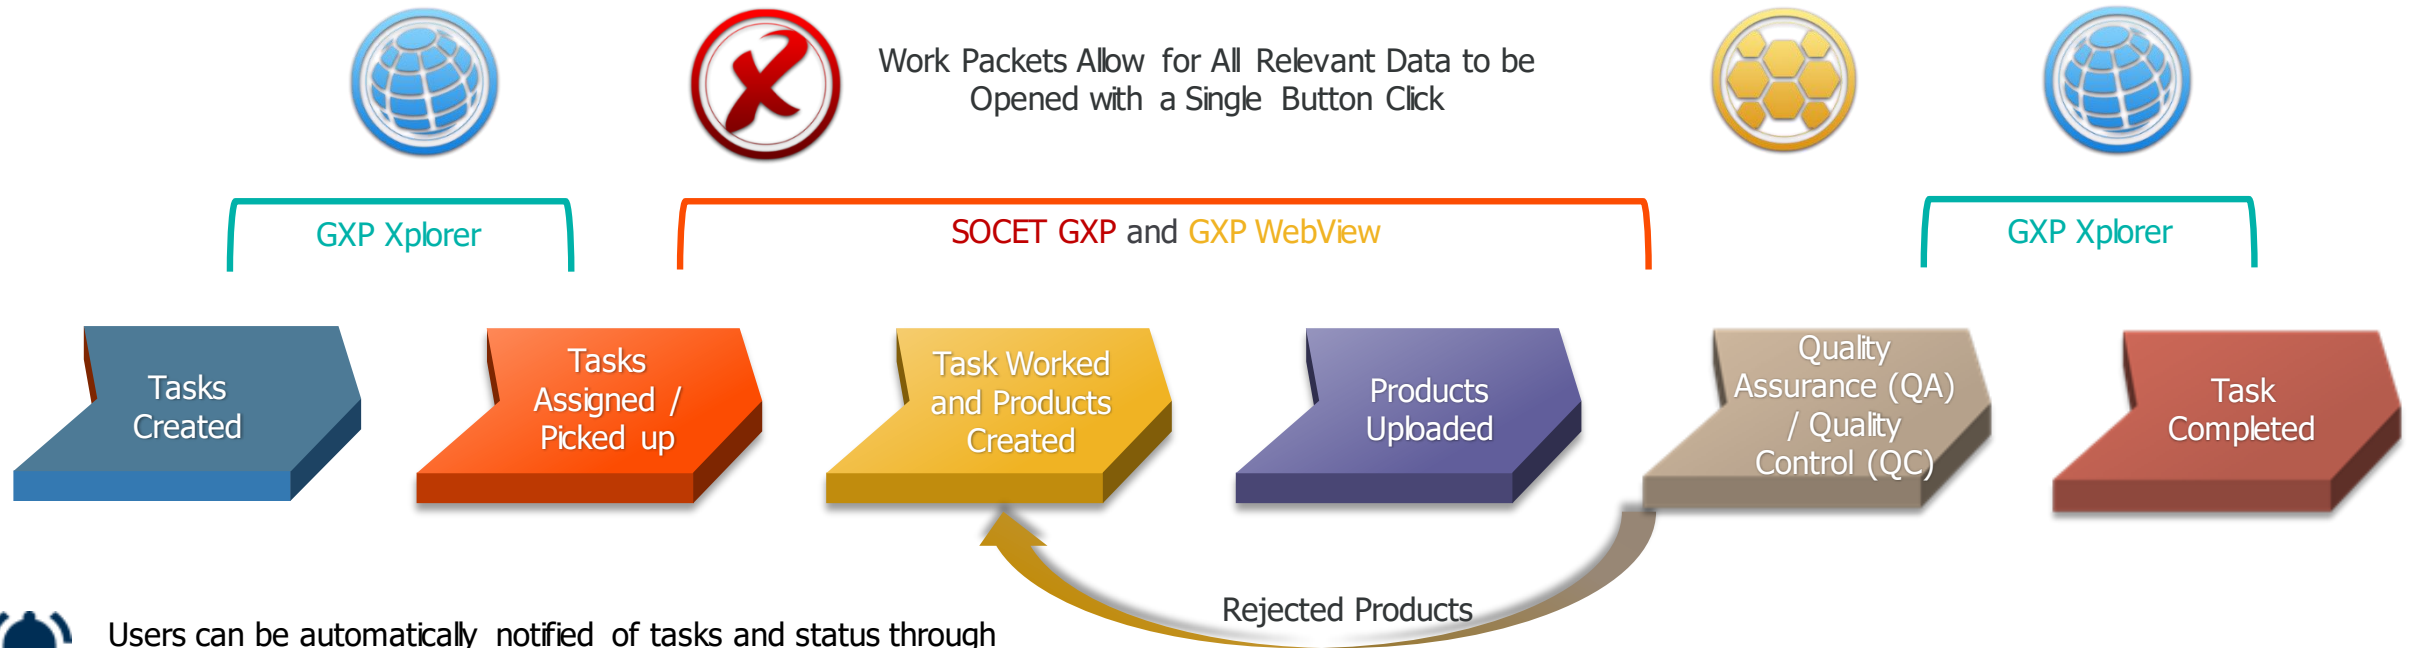 Work Packets Allow for All Relevant Data to be
Opened with a Single Button Click
GXP Xplorer
SOCET GXP and GXP WebView
GXP Xplorer
Tasks
Created
Tasks
Assigned /
Picked up
Task Worked
and Products
Created
Products
Uploaded
Quality
Assurance (QA)
/ Quality
Control (QC)
Task
Completed
Rejected Products
Users can be automatically notified of tasks and status through